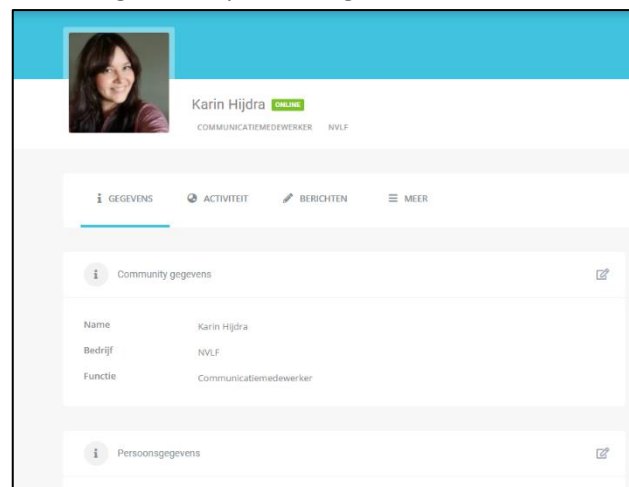 Karin Hijdra ONLINE
COMMUNICATIEMEDEWERKER NVLF
GEGEVENS ACTIVITEIT BERICHTEN MEER
Community gegevens
Name Karin Hijdra
Bedrijf NVLF
Functie Communicatiemedewerker
Persoonsgegevens